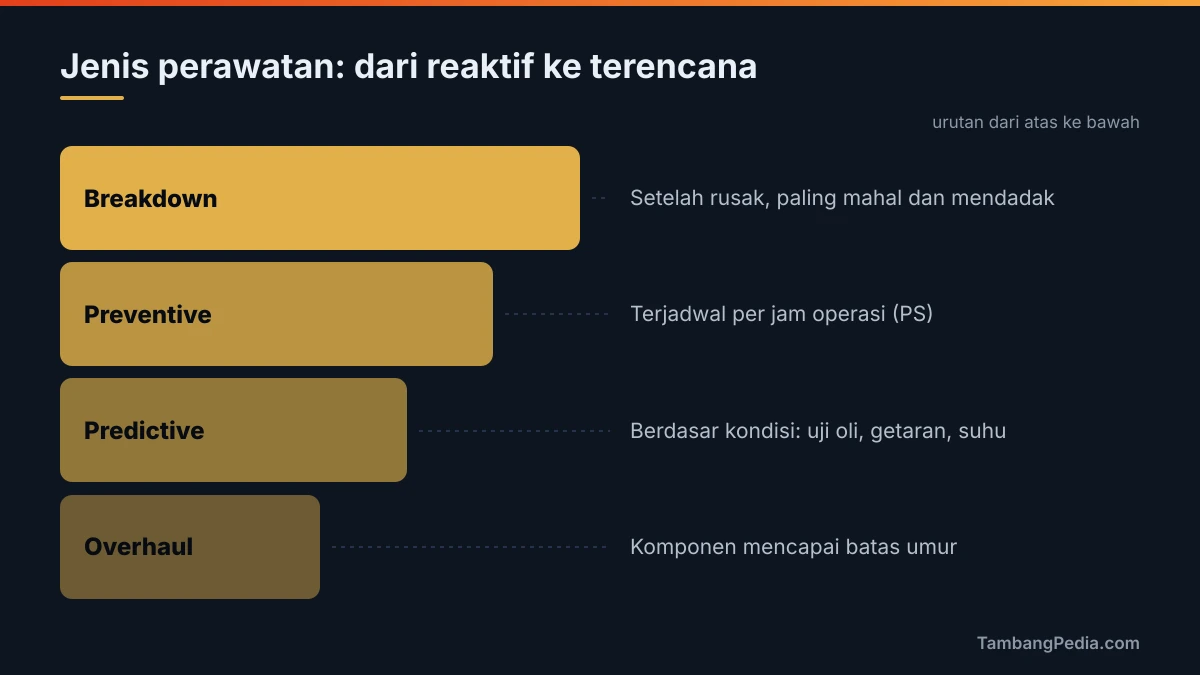 Jenis perawatan: dari reaktif ke terencana
urutan dari atas ke bawah
Breakdown
Setelah rusak, paling mahal dan mendadak
Preventive
Terjadwal per jam operasi (PS)
Predictive
Berdasar kondisi: uji oli, getaran, suhu
Overhaul
Komponen mencapai batas umur
TambangPedia.com